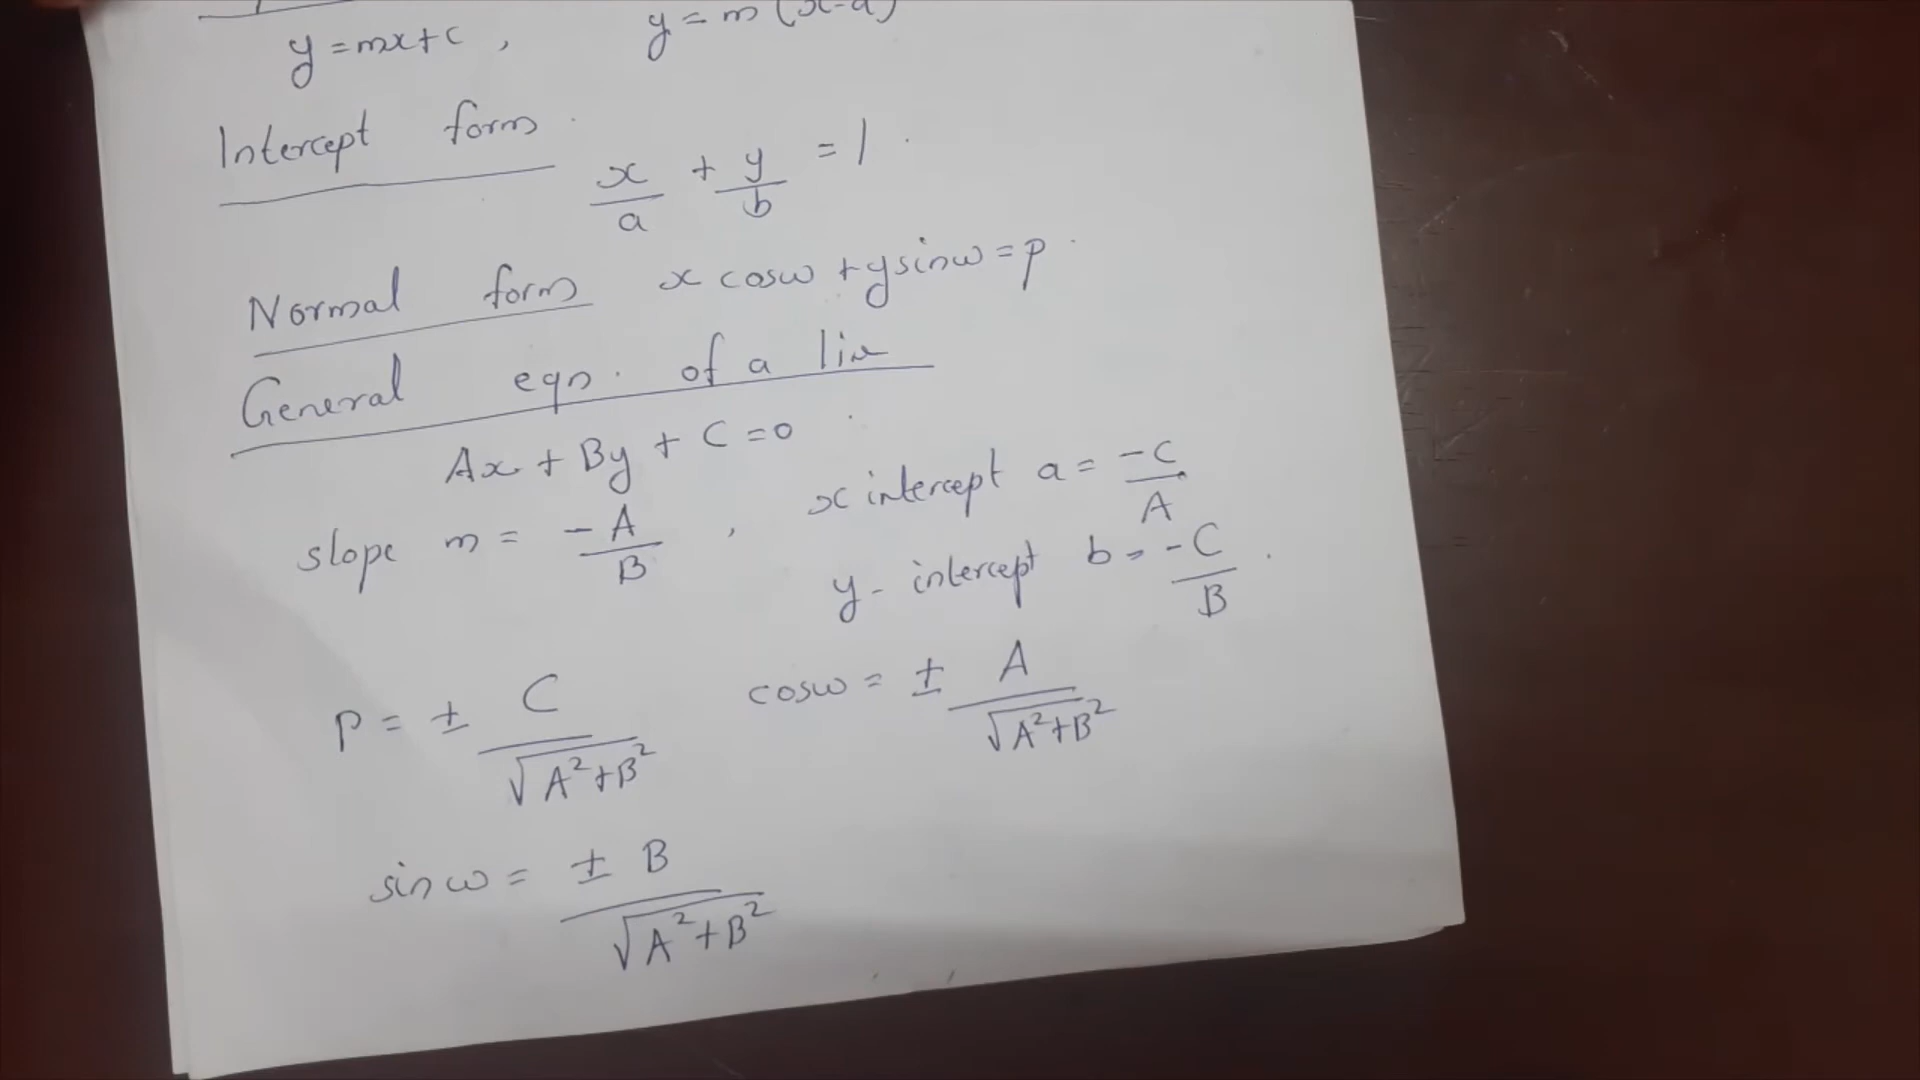 y = mx + c , y = m (x-a)
Intercept form
x/a + y/b = 1 .
Normal form x cosω + y sinω = p .
General eqn. of a line
Ax + By + C = 0
slope m = -A/B , x intercept a = -C/A
y - intercept b = -C/B .
P = ± C/√A²+B² cosω = ± A/√A²+B²
sin ω = ± B/√A²+B²